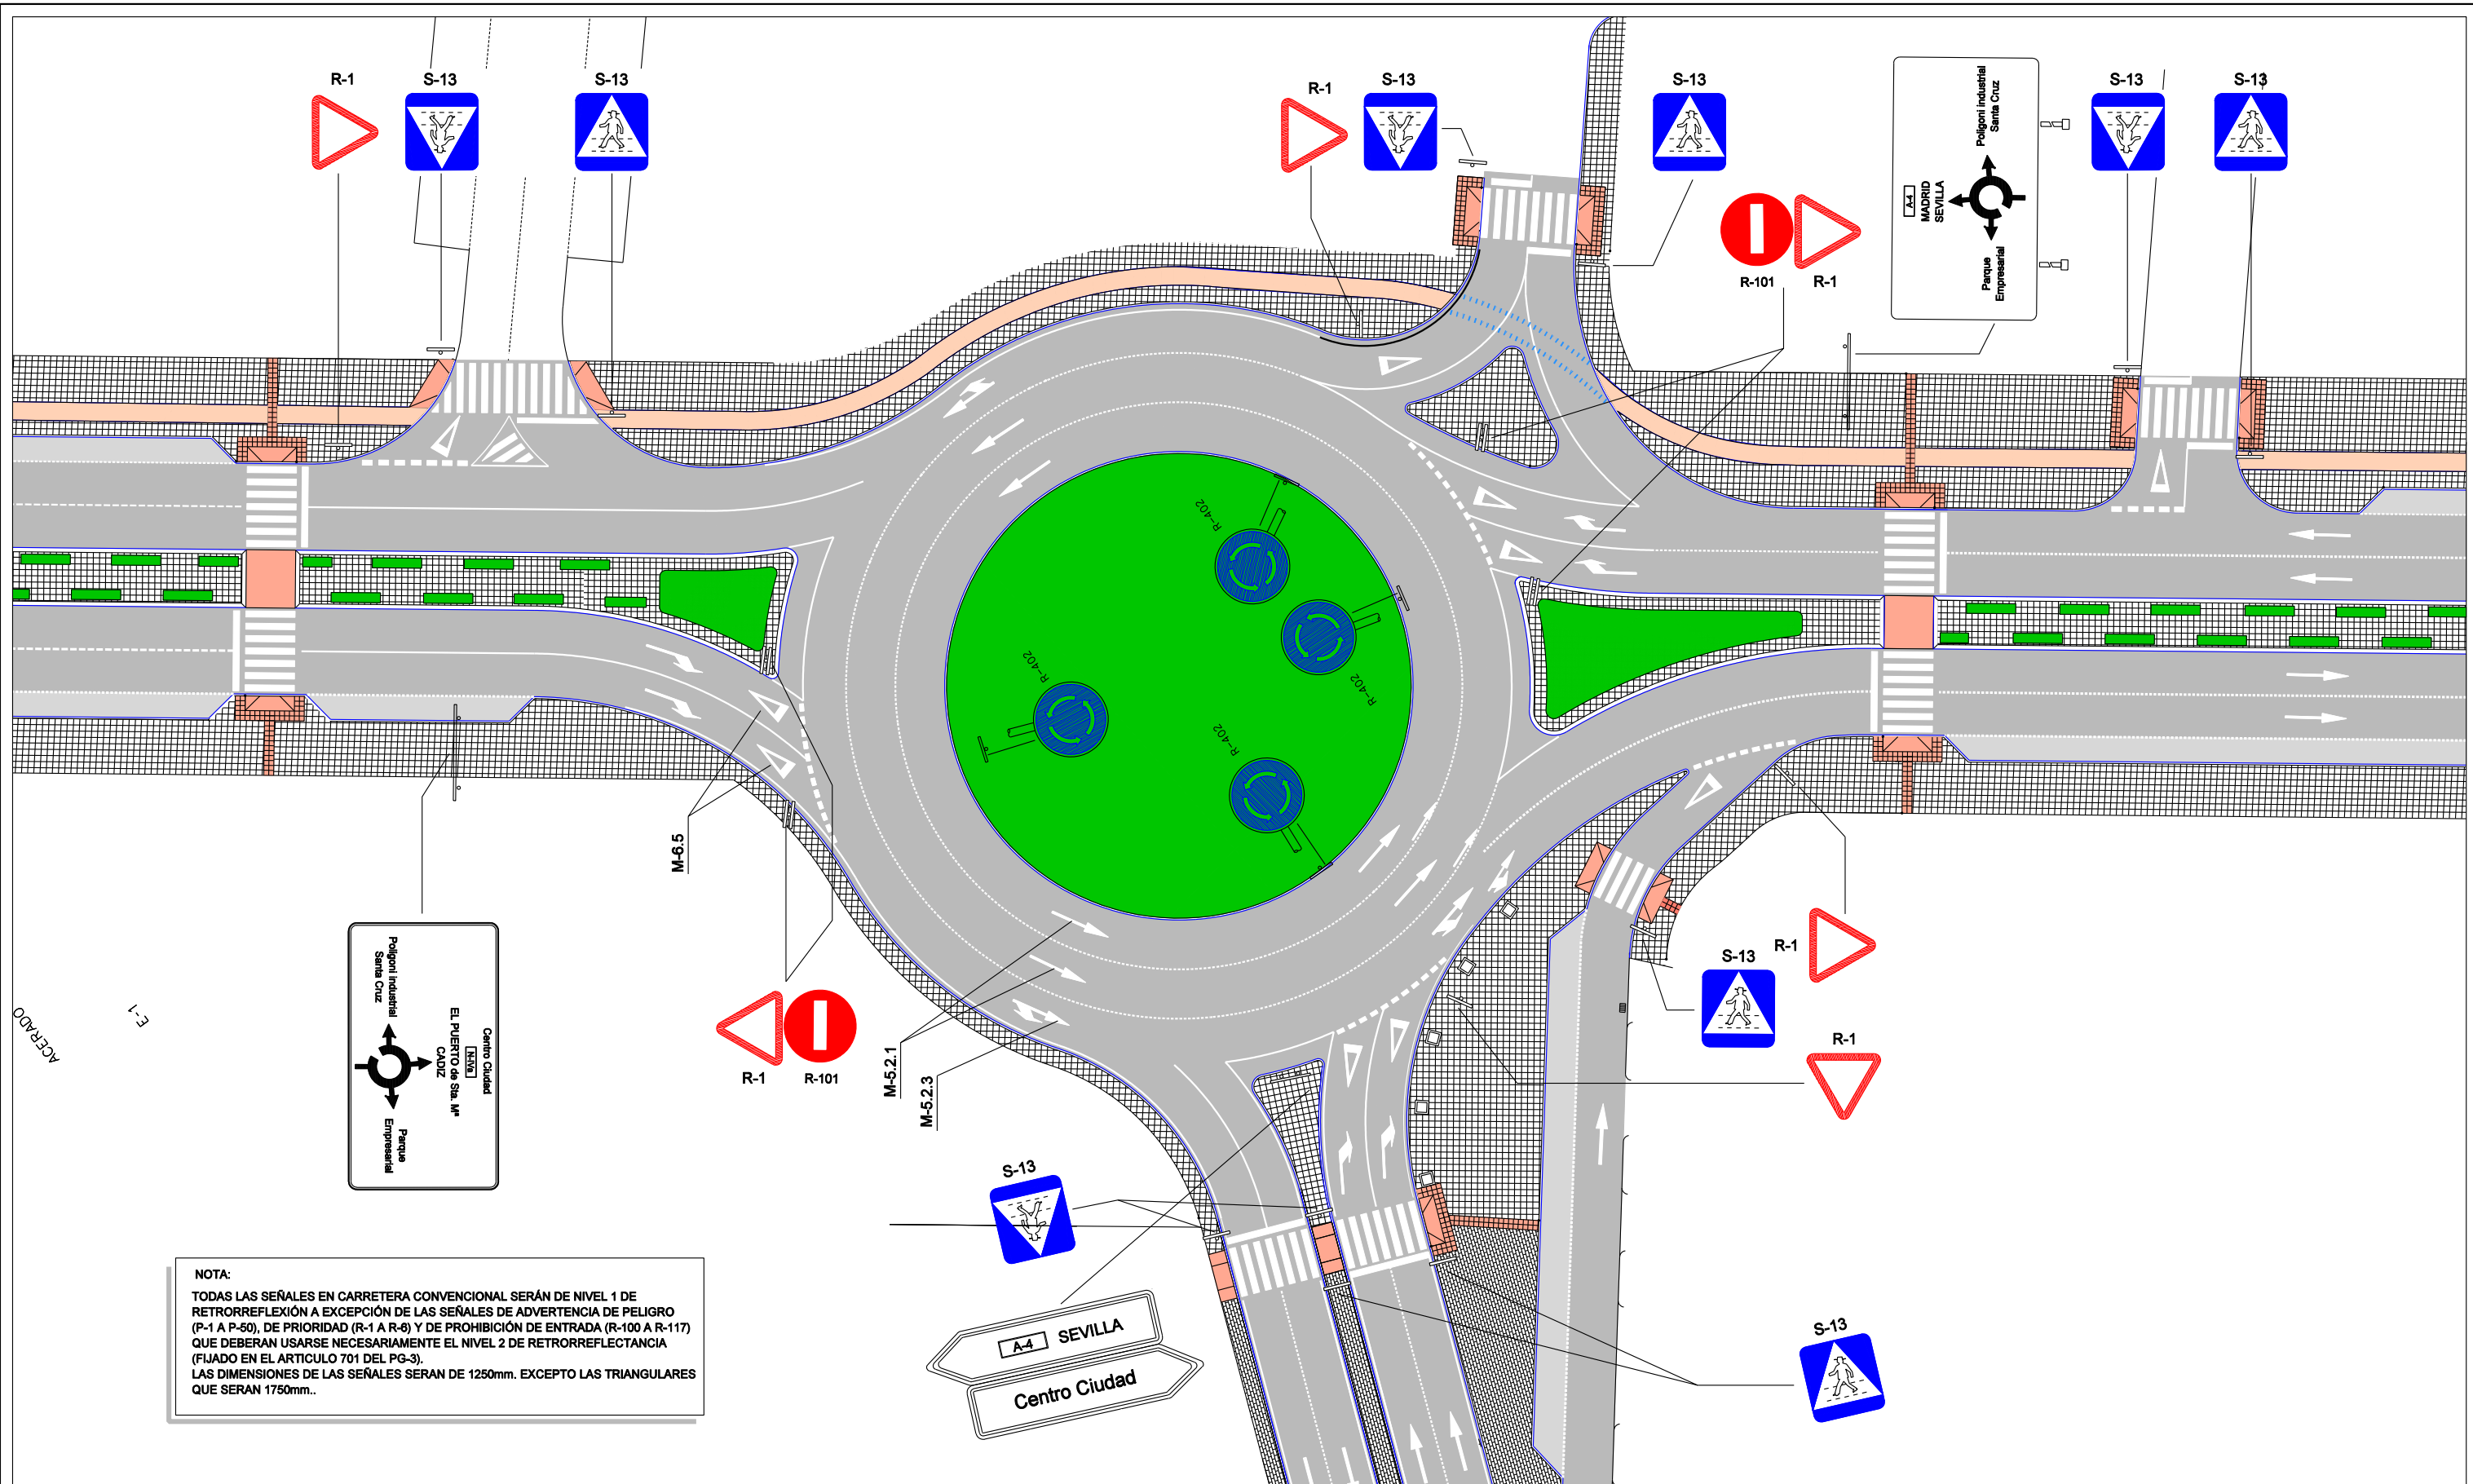 R-1
S-13
S-13
R-1
S-13
S-13
S-13
S-13
R-101
R-1
Poligoni industrial
Santa Cruz
A-4
MADRID
SEVILLA
Parque
Empresarial
R-402
R-402
R-402
R-402
M-6.5
M-5.2.1
M-5.2.3
R-1
R-101
S-13
R-1
R-1
Centro Ciudad
N-IVa
EL PUERTO de Sta. Mª
CADIZ
Poligoni industrial
Santa Cruz
Parque
Empresarial
ACERADO
E-1
S-13
A-4 SEVILLA
Centro Ciudad
S-13
NOTA:
TODAS LAS SEÑALES EN CARRETERA CONVENCIONAL SERÁN DE NIVEL 1 DE
RETRORREFLEXIÓN A EXCEPCIÓN DE LAS SEÑALES DE ADVERTENCIA DE PELIGRO
(P-1 A P-50), DE PRIORIDAD (R-1 A R-6) Y DE PROHIBICIÓN DE ENTRADA (R-100 A R-117)
QUE DEBERAN USARSE NECESARIAMENTE EL NIVEL 2 DE RETRORREFLECTANCIA
(FIJADO EN EL ARTICULO 701 DEL PG-3).
LAS DIMENSIONES DE LAS SEÑALES SERAN DE 1250mm. EXCEPTO LAS TRIANGULARES
QUE SERAN 1750mm..